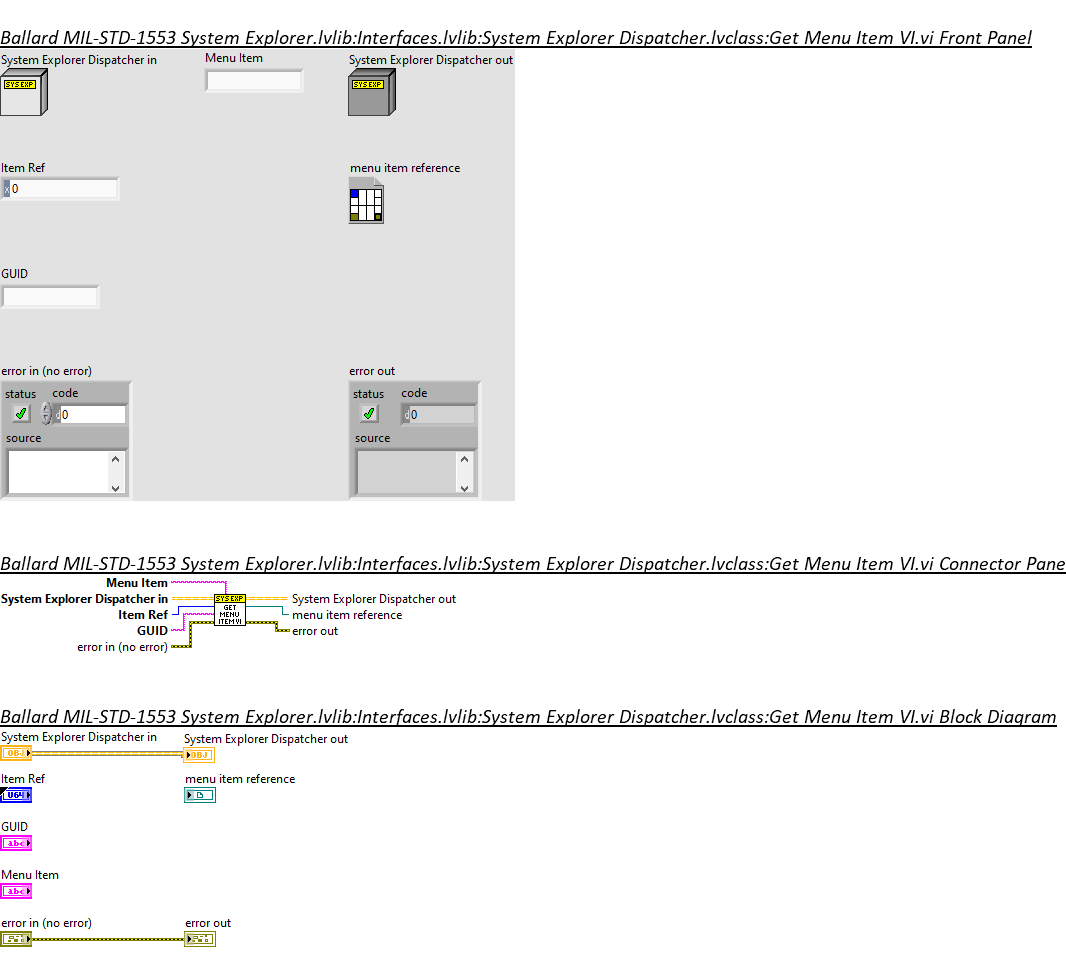 Ballard MIL-STD-1553 System Explorer.lvlib:Interfaces.lvlib:System Explorer Dispatcher.lvclass:Get Menu Item VI.vi Front Panel
System Explorer Dispatcher in
Menu Item
System Explorer Dispatcher out
SYS EXP
SYS EXP
Item Ref
menu item reference
x 0
GUID
error in (no error)
error out
status
code
status
code
d 0
d 0
source
source
Ballard MIL-STD-1553 System Explorer.lvlib:Interfaces.lvlib:System Explorer Dispatcher.lvclass:Get Menu Item VI.vi Connector Pane
Menu Item
System Explorer Dispatcher in
SYS EXP
System Explorer Dispatcher out
Item Ref
GET
MENU
ITEM VI
menu item reference
GUID
error out
error in (no error)
Ballard MIL-STD-1553 System Explorer.lvlib:Interfaces.lvlib:System Explorer Dispatcher.lvclass:Get Menu Item VI.vi Block Diagram
System Explorer Dispatcher in
System Explorer Dispatcher out
OBJ
OBJ
Item Ref
menu item reference
U64
GUID
abc
Menu Item
abc
error in (no error)
error out